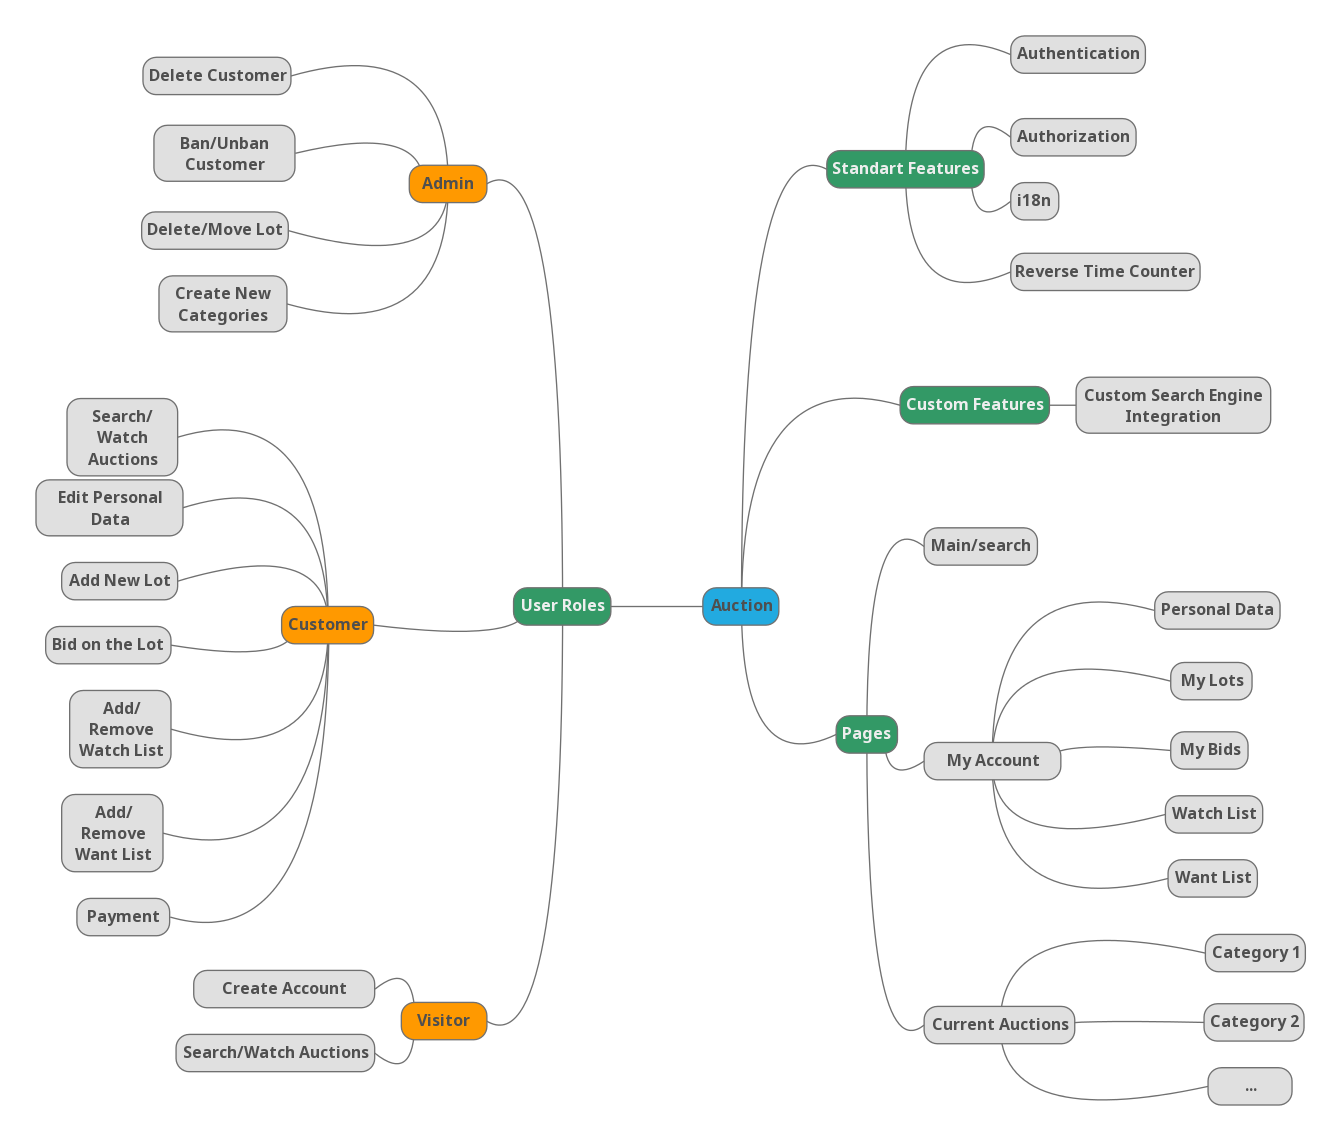 Auction
User Roles
Admin
Delete Customer
Ban/Unban
Customer
Delete/Move Lot
Create New
Categories
Customer
Search/
Watch
Auctions
Edit Personal
Data
Add New Lot
Bid on the Lot
Add/
Remove
Watch List
Add/
Remove
Want List
Payment
Visitor
Create Account
Search/Watch Auctions
Standart Features
Authentication
Authorization
i18n
Reverse Time Counter
Custom Features
Custom Search Engine
Integration
Pages
Main/search
My Account
Personal Data
My Lots
My Bids
Watch List
Want List
Current Auctions
Category 1
Category 2
...